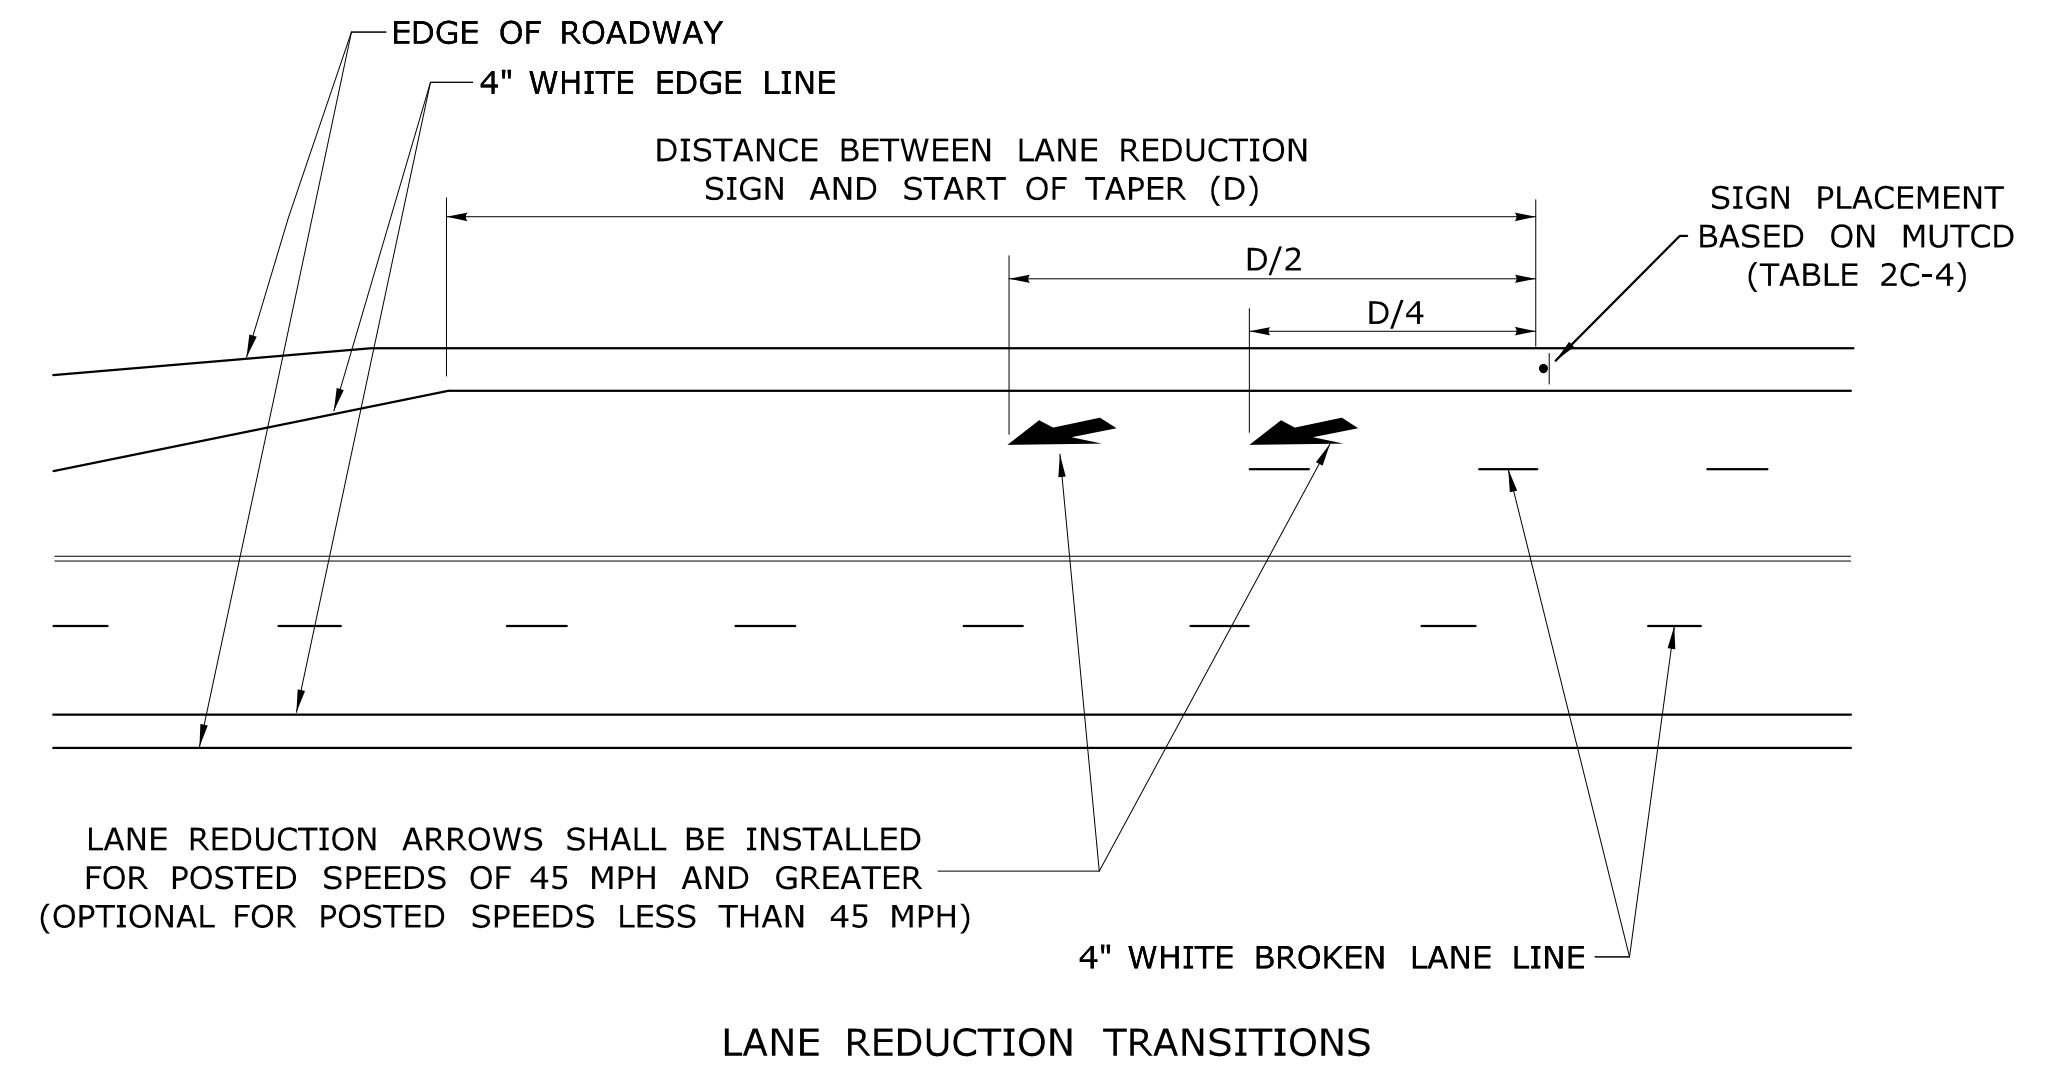 EDGE OF ROADWAY
4" WHITE EDGE LINE
DISTANCE BETWEEN LANE REDUCTION
SIGN AND START OF TAPER (D)
SIGN PLACEMENT
BASED ON MUTCD
(TABLE 2C-4)
D/2
D/4
LANE REDUCTION ARROWS SHALL BE INSTALLED
FOR POSTED SPEEDS OF 45 MPH AND GREATER
(OPTIONAL FOR POSTED SPEEDS LESS THAN 45 MPH)
4" WHITE BROKEN LANE LINE
LANE REDUCTION TRANSITIONS